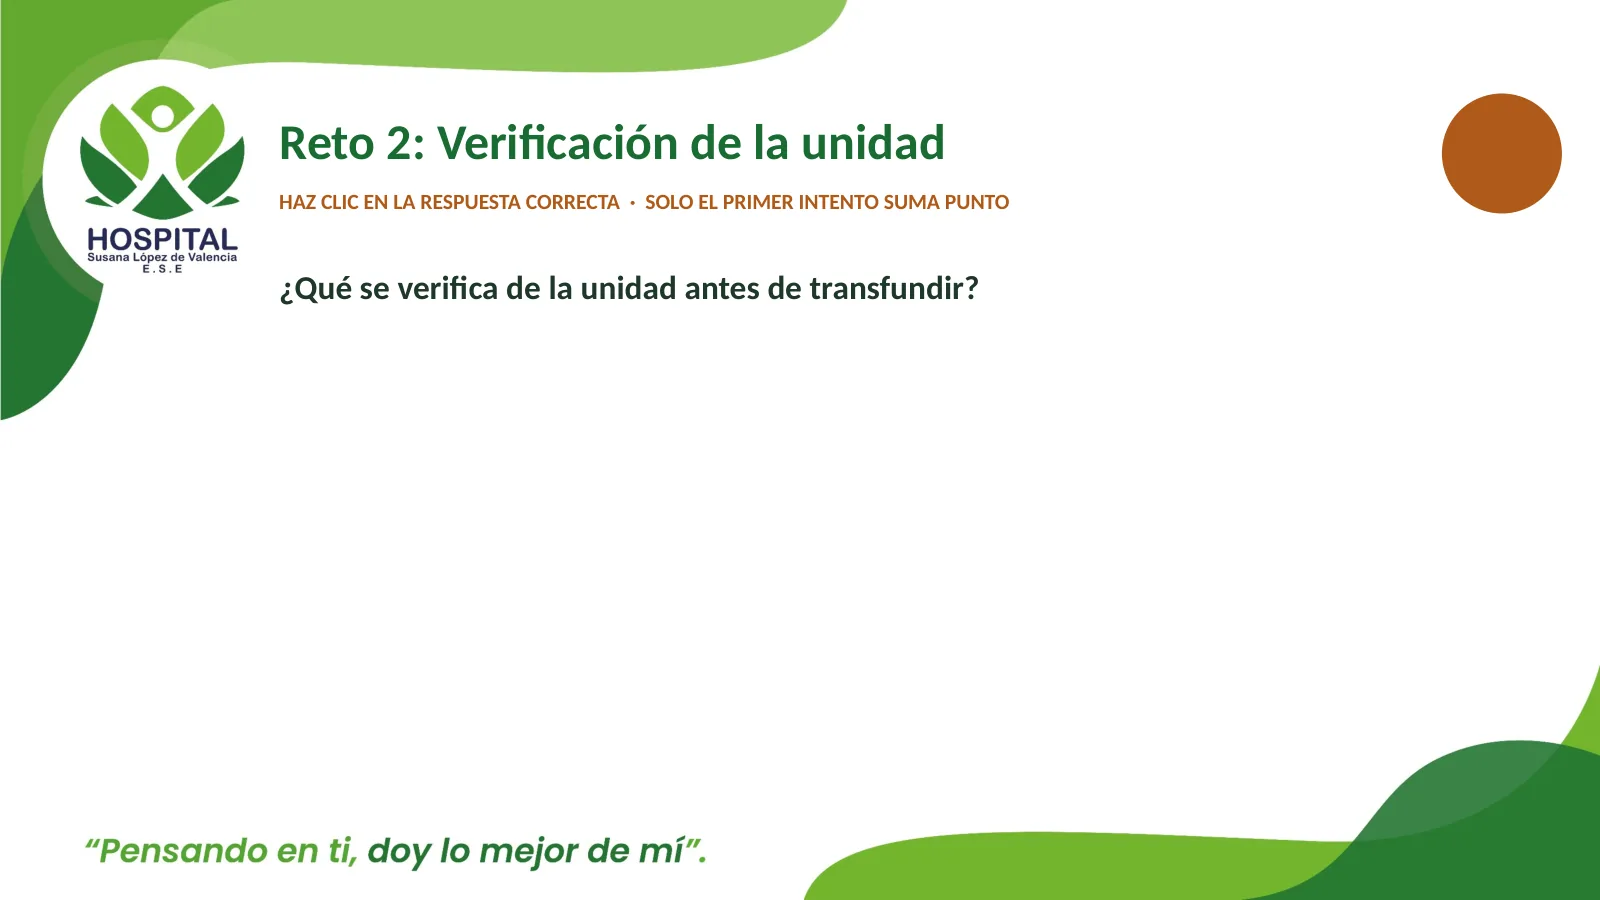 Reto 2: Verificación de la unidad
HAZ CLIC EN LA RESPUESTA CORRECTA · SOLO EL PRIMER INTENTO SUMA PUNTO
HOSPITAL
Susana López de Valencia
E.S.E
¿Qué se verifica de la unidad antes de transfundir?
“Pensando en ti, doy lo mejor de mí”.